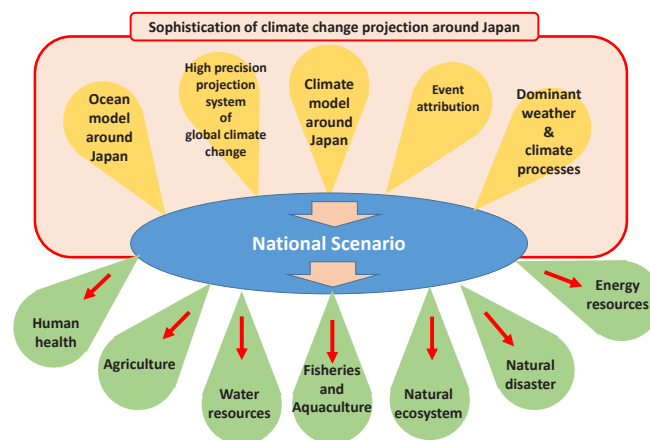 Sophistication of climate change projection around Japan
Ocean
model
around
Japan
High precision
projection
system
of
global climate
change
Climate
model
around
Japan
Event
attribution
Dominant
weather
&
climate
processes
National Scenario
Human
health
Agriculture
Water
resources
Fisheries
and
Aquaculture
Natural
ecosystem
Natural
disaster
Energy
resources